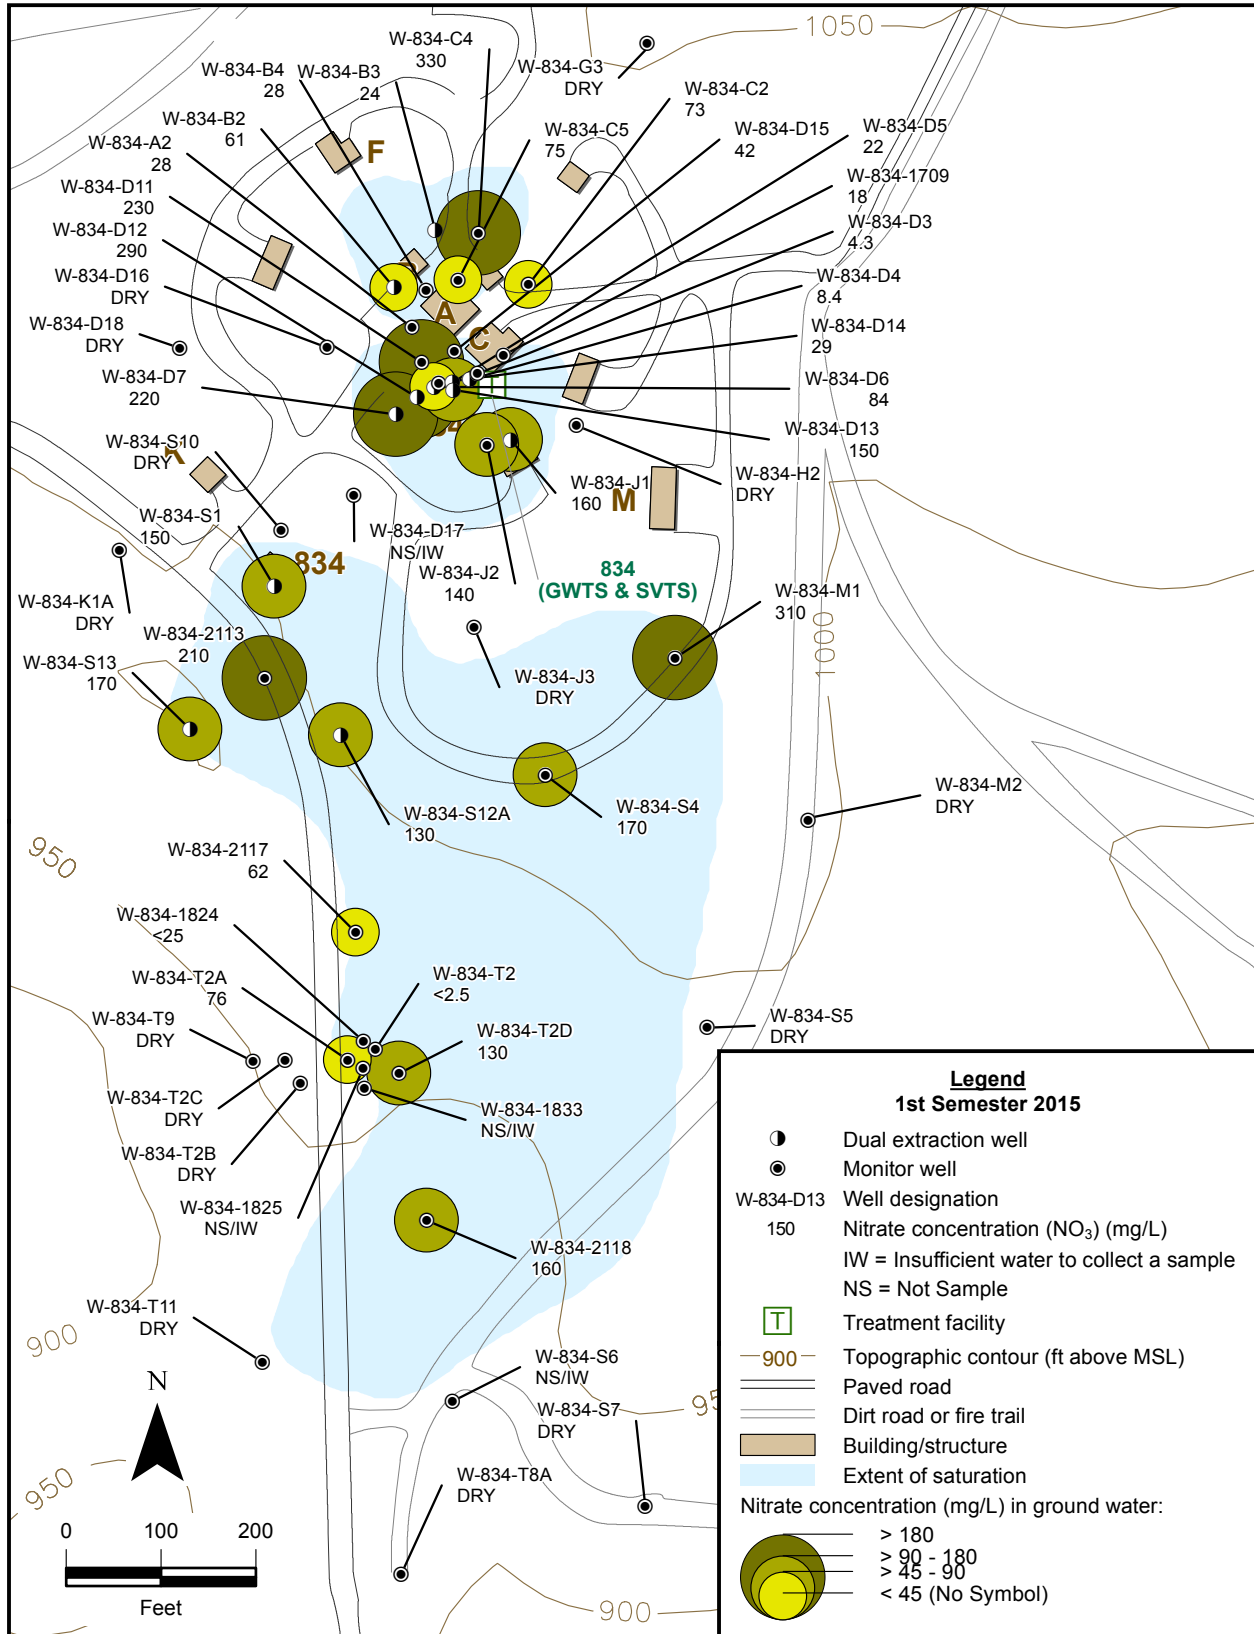 1050
W-834-C4
330
W-834-G3
DRY
W-834-B4
28
W-834-B3
24
W-834-C2
73
W-834-B2
61
W-834-C5
75
W-834-D15
42
W-834-D5
22
W-834-A2
28
F
W-834-1709
18
W-834-D11
230
W-834-D3
4.3
W-834-D12
290
W-834-D16
DRY
W-834-D4
8.4
A
C
W-834-D18
DRY
W-834-D14
29
W-834-D7
220
T
W-834-D6
84
W-834-D13
150
W-834-S10
DRY
K
W-834-H2
DRY
W-834-J1
160
M
W-834-S1
150
W-834-D17
NS/IW
834
W-834-J2
140
834
(GWTS & SVTS)
W-834-M1
310
W-834-K1A
DRY
W-834-2113
210
1000
W-834-S13
170
W-834-J3
DRY
W-834-M2
DRY
W-834-S12A
130
W-834-S4
170
950
W-834-2117
62
W-834-1824
<25
W-834-T2A
76
W-834-T2
<2.5
W-834-T9
DRY
W-834-T2D
130
W-834-S5
DRY
W-834-T2C
DRY
W-834-1833
NS/IW
W-834-T2B
DRY
W-834-1825
NS/IW
W-834-2118
160
W-834-T11
DRY
900
W-834-S6
NS/IW
W-834-S7
DRY
N
950
W-834-T8A
DRY
0 100 200
Feet
900
Legend
1st Semester 2015
Dual extraction well
Monitor well
W-834-D13 Well designation
150 Nitrate concentration (NO₃) (mg/L)
IW = Insufficient water to collect a sample
NS = Not Sample
T Treatment facility
900 Topographic contour (ft above MSL)
Paved road
Dirt road or fire trail
Building/structure
Extent of saturation
Nitrate concentration (mg/L) in ground water:
> 180
> 90 - 180
> 45 - 90
< 45 (No Symbol)